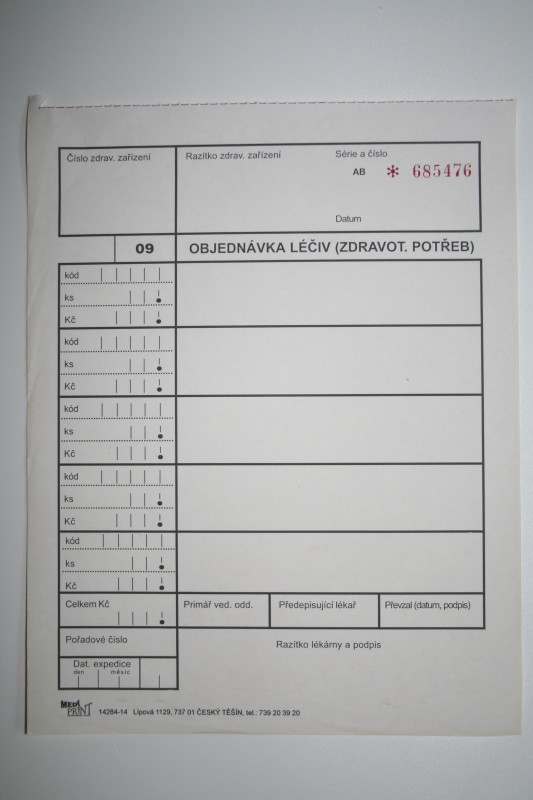 Číslo zdrav. zařízení
Razítko zdrav. zařízení
Série a číslo
AB * 685476
Datum
09 OBJEDNÁVKA LÉČIV (ZDRAVOT. POTŘEB)
kód
ks
Kč
kód
ks
Kč
kód
ks
Kč
kód
ks
Kč
kód
ks
Kč
Celkem Kč
Primář ved. odd.
Předepisující lékař
Převzal (datum, podpis)
Pořadové číslo
Razítko lékárny a podpis
Dat. expedice
den měsíc
MEDI PRINT 14284-14 Lípová 1129, 737 01 ČESKÝ TĚŠÍN, tel.: 739 20 39 20